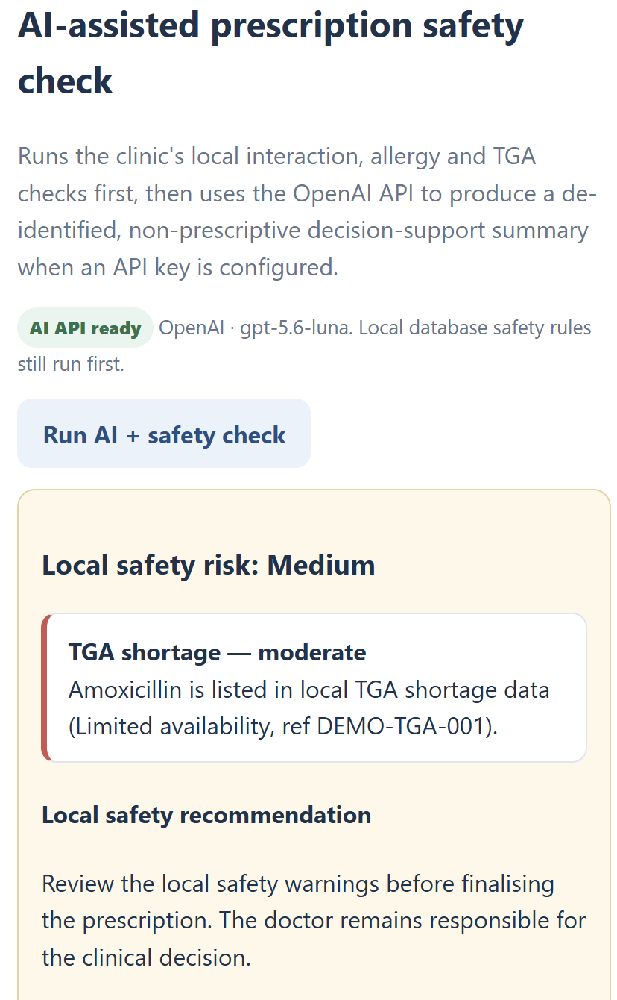 AI-assisted prescription safety
check
Runs the clinic's local interaction, allergy and TGA
checks first, then uses the OpenAI API to produce a de-
identified, non-prescriptive decision-support summary
when an API key is configured.
AI API ready OpenAI · gpt-5.6-luna. Local database safety rules
still run first.
Run AI + safety check
Local safety risk: Medium
TGA shortage — moderate
Amoxicillin is listed in local TGA shortage data
(Limited availability, ref DEMO-TGA-001).
Local safety recommendation
Review the local safety warnings before finalising
the prescription. The doctor remains responsible for
the clinical decision.